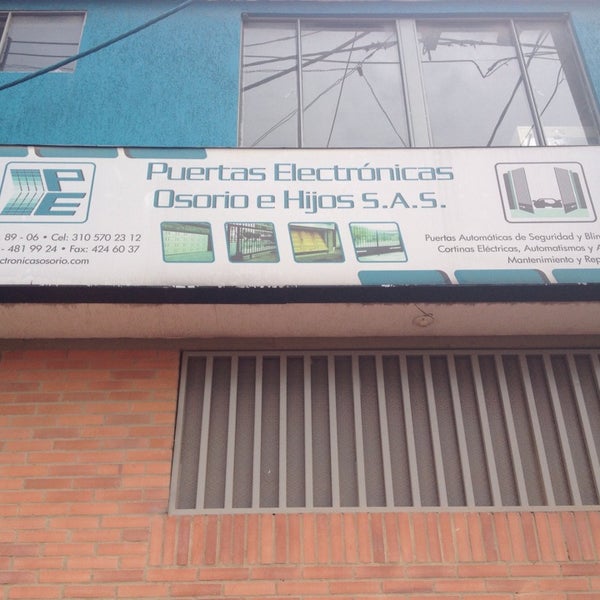 PE
Puertas Electrónicas
Osorio e Hijos S.A.S.
89 - 06 • Cel: 310 570 23 12
- 481 99 24 • Fax: 424 60 37
ctronicasosorio.com
Puertas Automáticas de Seguridad y Blin
Cortinas Eléctricas, Automatismos y A
Mantenimiento y Rep